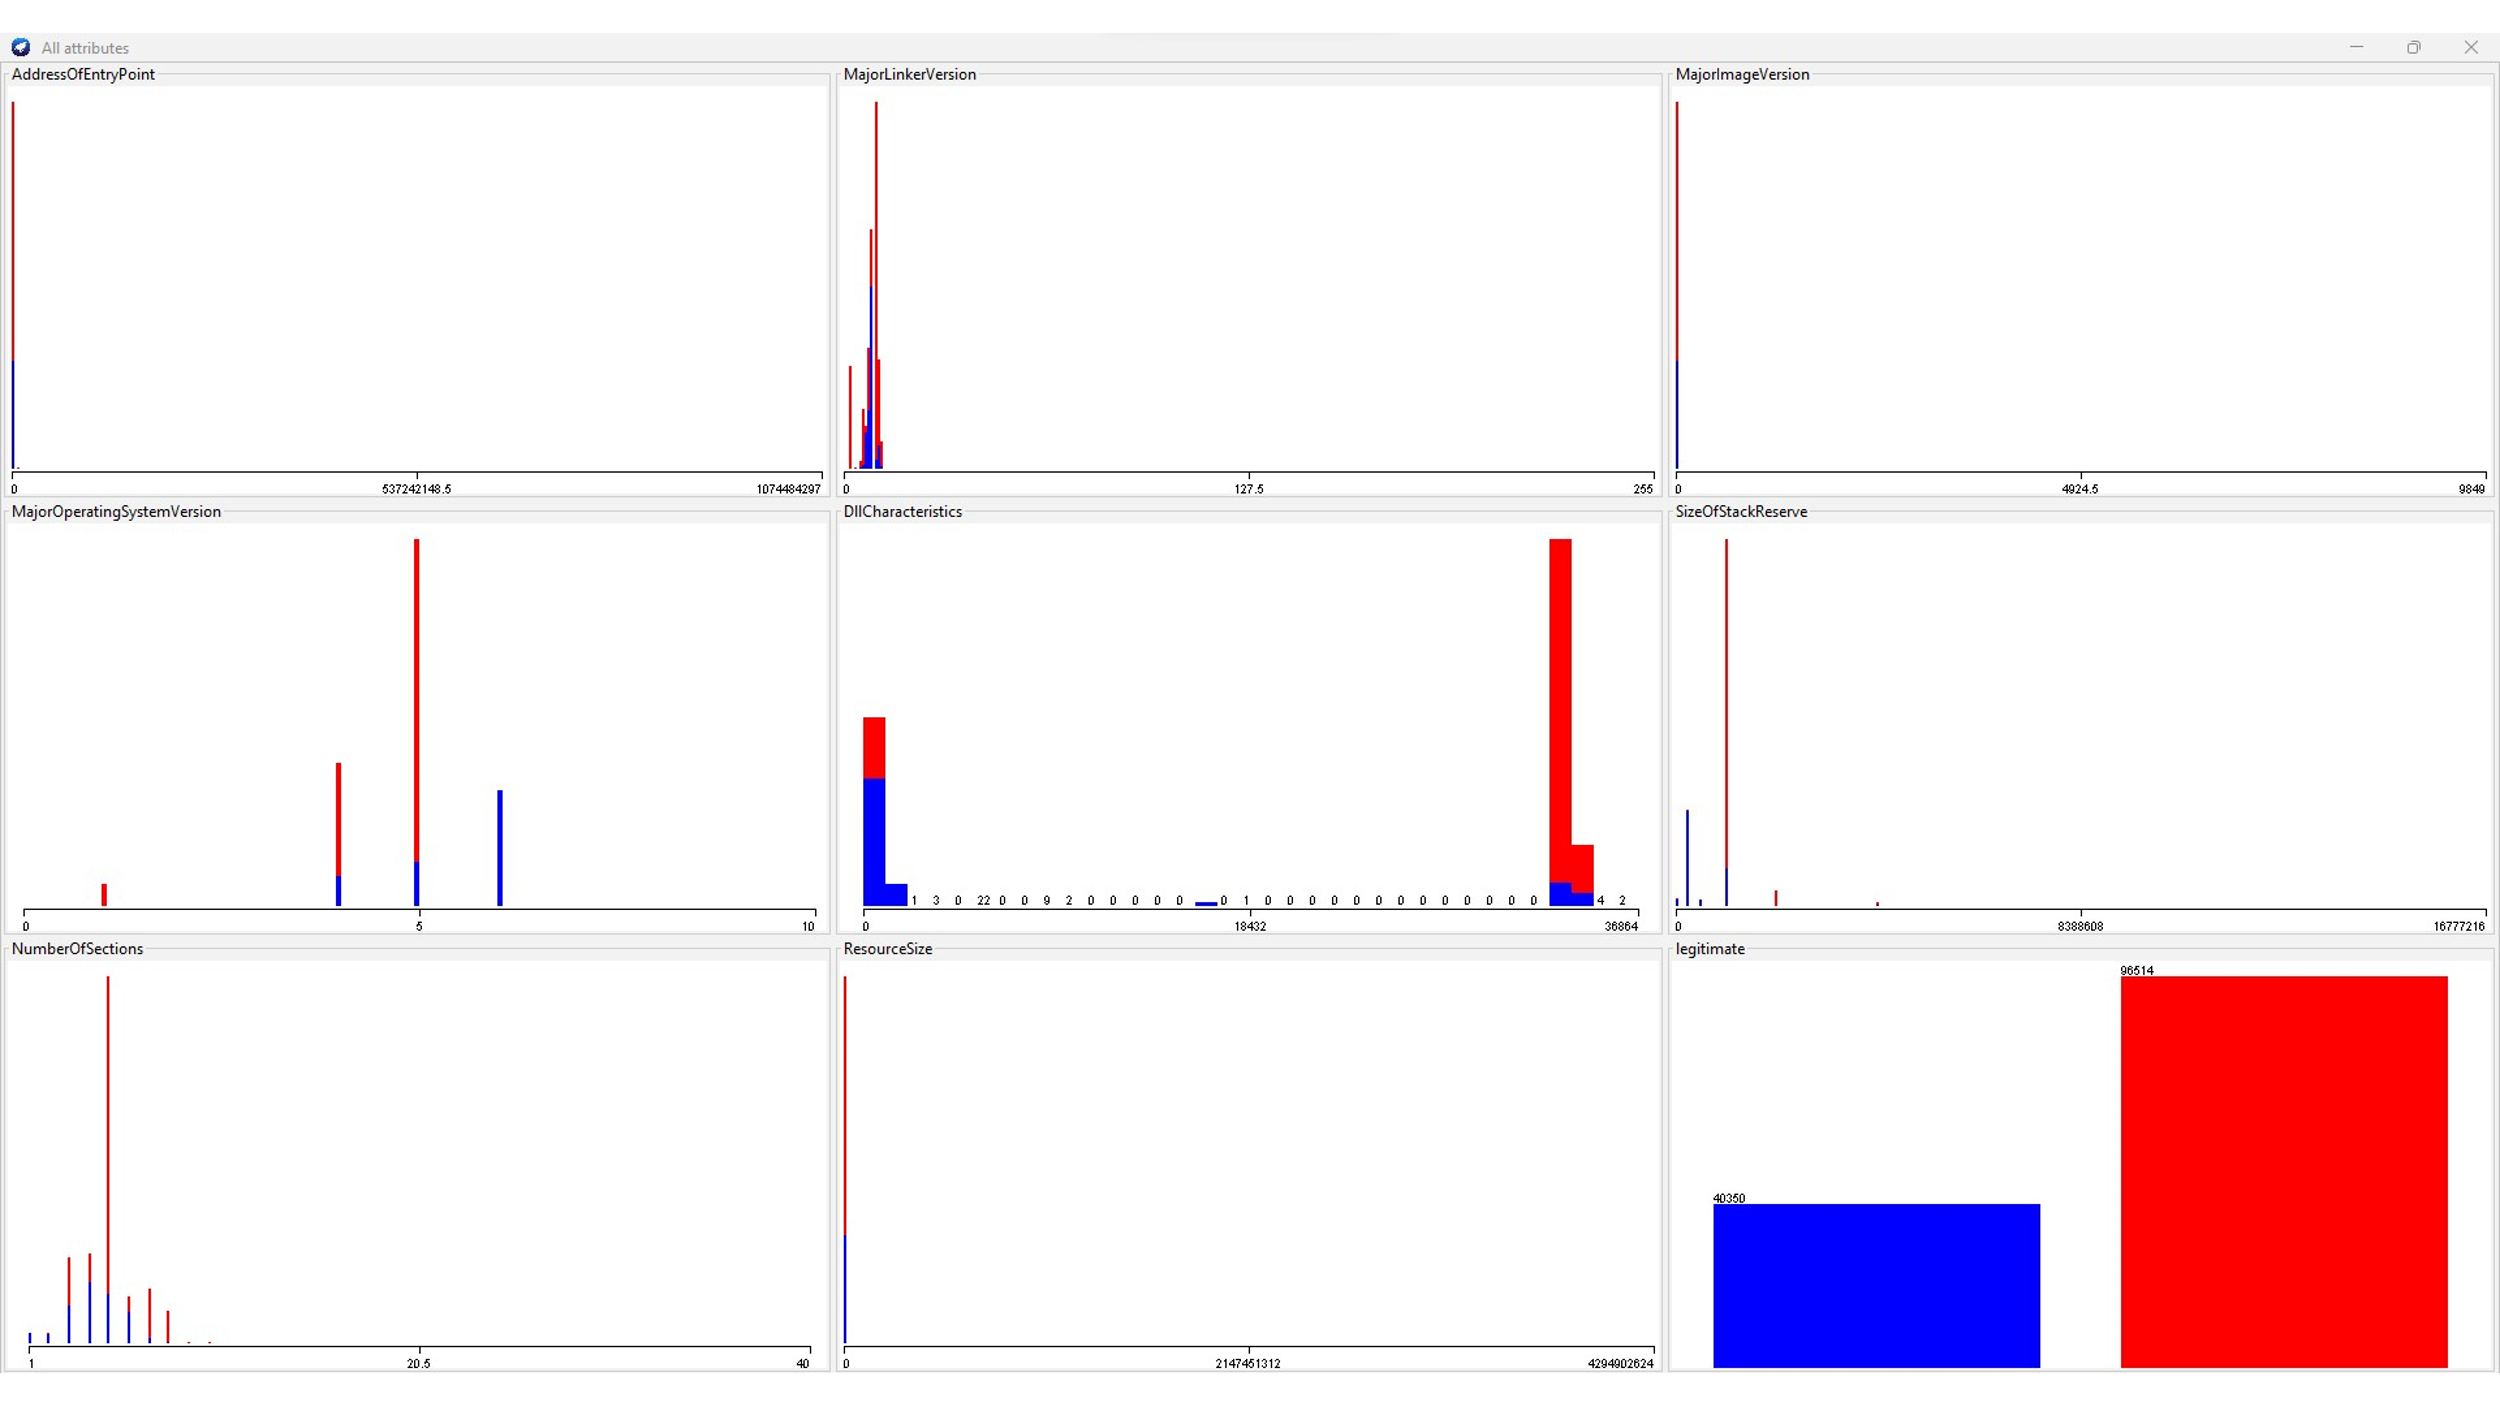 All attributes
AddressOfEntryPoint
MajorLinkerVersion
MajorImageVersion
0 537242148.5 1074484297
0 127.5 255
0 4924.5 9849
MajorOperatingSystemVersion
DllCharacteristics
SizeOfStackReserve
1 3 0 22 0 0 9 2 0 0 0 0 0 0 1 0 0 0 0 0 0 0 0 0 0 0 0 0 4 2
0 5 10
0 18432 36864
0 8388608 16777216
NumberOfSections
ResourceSize
legitimate
96514
40350
1 20.5 40
0 2147451312 4294902624